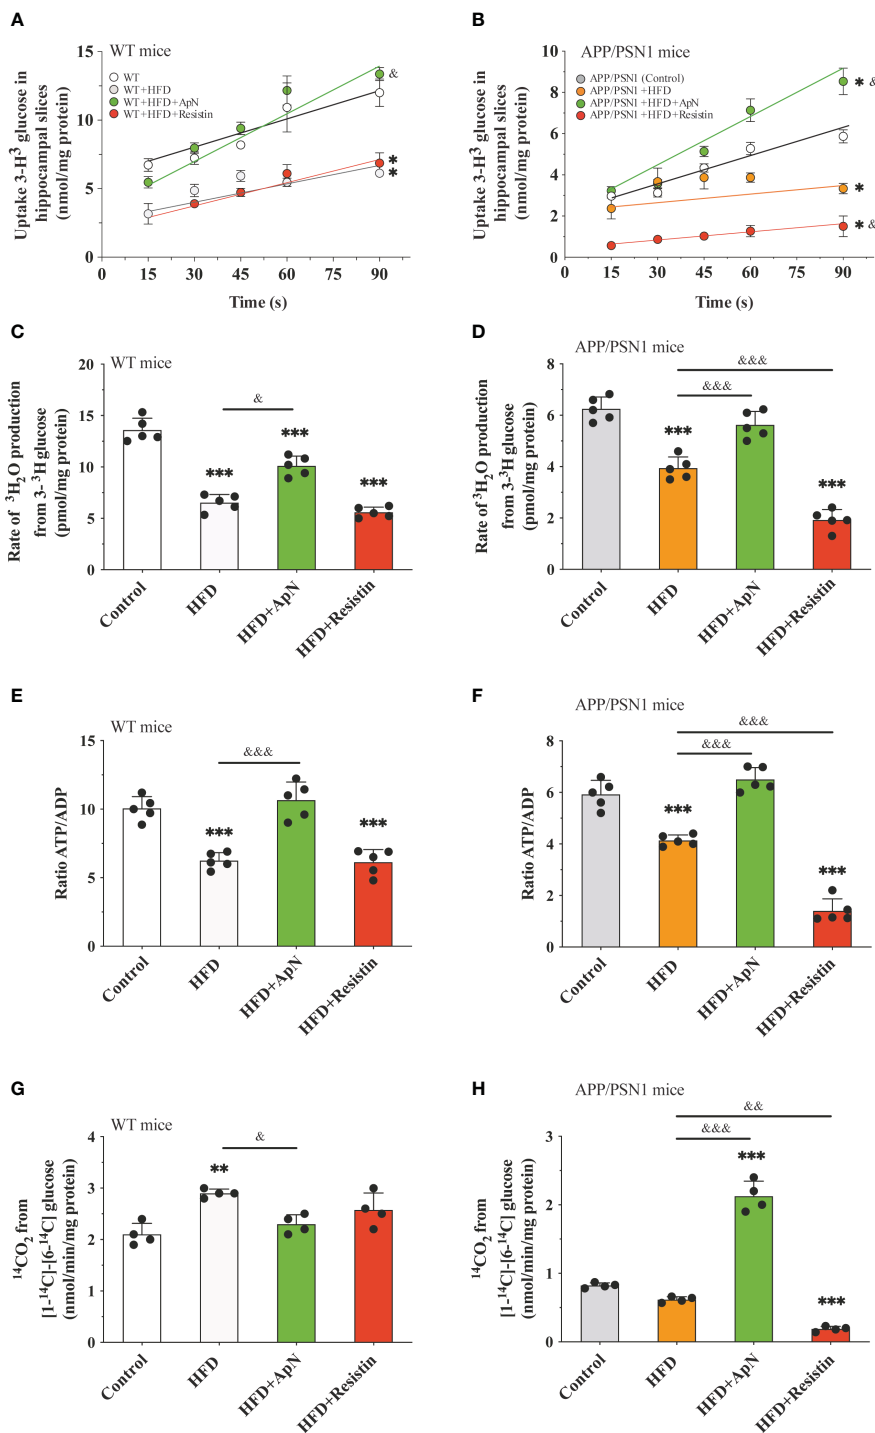 A
WT mice
Uptake 3-H³ glucose in
hippocampal slices
(nmol/mg protein)
15
10
5
0
WT
WT+HFD
WT+HFD+ApN
WT+HFD+Resistin
&
*
*
0 15 30 45 60 75 90
Time (s)
B
APP/PSN1 mice
Uptake 3-H³ glucose in
hippocampal slices
(nmol/mg protein)
10
8
6
4
2
0
APP/PSN1 (Control)
APP/PSN1 +HFD
APP/PSN1 +HFD+ApN
APP/PSN1 +HFD+Resistin
* &
*
* &
0 15 30 45 60 75 90
Time (s)
C
WT mice
Rate of ³H₂O production
from 3-³H glucose
(pmol/mg protein)
20
15
10
5
0
&
***
***
***
Control
HFD
HFD+ApN
HFD+Resistin
D
APP/PSN1 mice
Rate of ³H₂O production
from 3-³H glucose
(pmol/mg protein)
8
6
4
2
0
&&&
&&&
***
***
Control
HFD
HFD+ApN
HFD+Resistin
E
WT mice
Ratio ATP/ADP
15
10
5
0
&&&
***
***
Control
HFD
HFD+ApN
HFD+Resistin
F
APP/PSN1 mice
Ratio ATP/ADP
8
6
4
2
0
&&&
&&&
***
***
Control
HFD
HFD+ApN
HFD+Resistin
G
WT mice
¹⁴CO₂ from
[1-¹⁴C]-[6-¹⁴C] glucose
(nmol/min/mg protein)
4
3
2
1
0
&
**
Control
HFD
HFD+ApN
HFD+Resistin
H
APP/PSN1 mice
¹⁴CO₂ from
[1-¹⁴C]-[6-¹⁴C] glucose
(nmol/min/mg protein)
3
2
1
0
&&
&&&
***
***
Control
HFD
HFD+ApN
HFD+Resistin